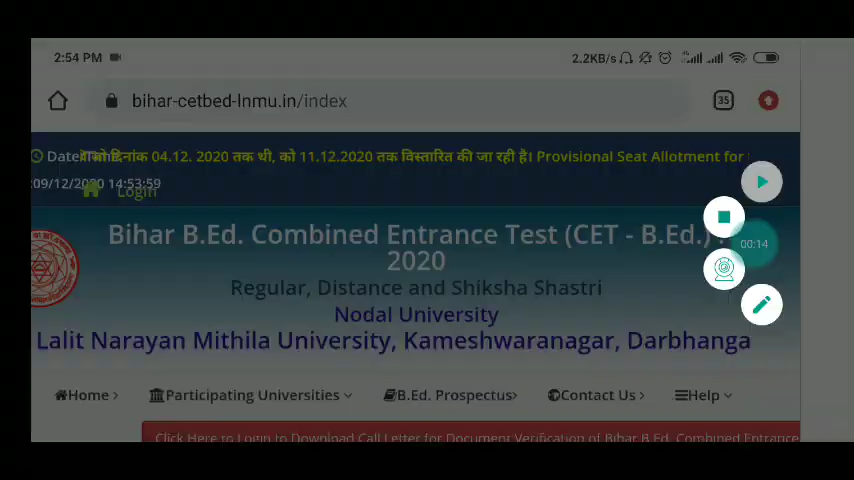 2:54 PM
2.2KB/s
bihar-cetbed-lnmu.in/index
35
दिनांक 04.12. 2020 तक थी, को 11.12.2020 तक विस्तारित की जा रही है। Provisional Seat Allotment for
:09/12/2020 14:53:59
Login
00:14
Bihar B.Ed. Combined Entrance Test (CET - B.Ed.)
2020
Regular, Distance and Shiksha Shastri
Nodal University
Lalit Narayan Mithila University, Kameshwaranagar, Darbhanga
Home
Participating Universities
B.Ed. Prospectus
Contact Us
Help
Click Here to Login to Download Call Letter for Document Verification of Bihar B.Ed. Combined Entrance